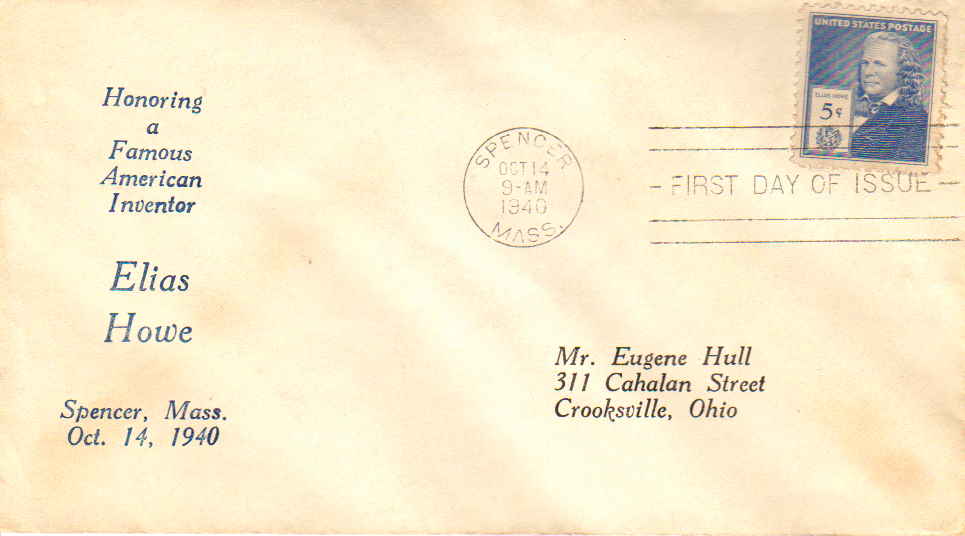 Honoring
a
Famous
American
Inventor
Elias
Howe
Spencer, Mass.
Oct. 14, 1940
SPENCER
OCT 14
9-AM
1940
MASS.
UNITED STATES POSTAGE
ELIAS HOWE
5¢
- FIRST DAY OF ISSUE -
Mr. Eugene Hull
311 Cahalan Street
Crooksville, Ohio